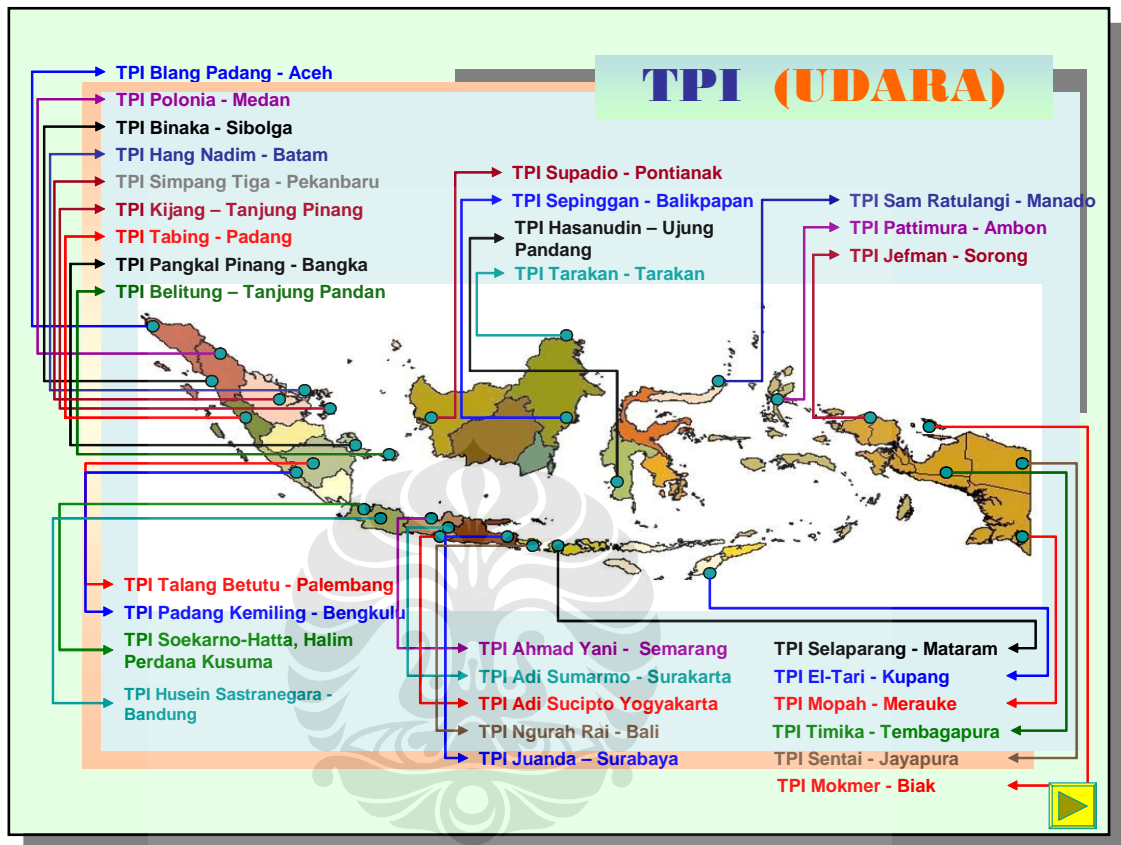 TPI (UDARA)
TPI Blang Padang - Aceh
TPI Polonia - Medan
TPI Binaka - Sibolga
TPI Hang Nadim - Batam
TPI Simpang Tiga - Pekanbaru
TPI Kijang – Tanjung Pinang
TPI Tabing - Padang
TPI Pangkal Pinang - Bangka
TPI Belitung – Tanjung Pandan
TPI Supadio - Pontianak
TPI Sepinggan - Balikpapan
TPI Hasanudin – Ujung
Pandang
TPI Tarakan - Tarakan
TPI Sam Ratulangi - Manado
TPI Pattimura - Ambon
TPI Jefman - Sorong
TPI Talang Betutu - Palembang
TPI Padang Kemiling - Bengkulu
TPI Soekarno-Hatta, Halim
Perdana Kusuma
TPI Husein Sastranegara -
Bandung
TPI Ahmad Yani - Semarang
TPI Adi Sumarmo - Surakarta
TPI Adi Sucipto Yogyakarta
TPI Ngurah Rai - Bali
TPI Juanda – Surabaya
TPI Selaparang - Mataram
TPI El-Tari - Kupang
TPI Mopah - Merauke
TPI Timika - Tembagapura
TPI Sentai - Jayapura
TPI Mokmer - Biak